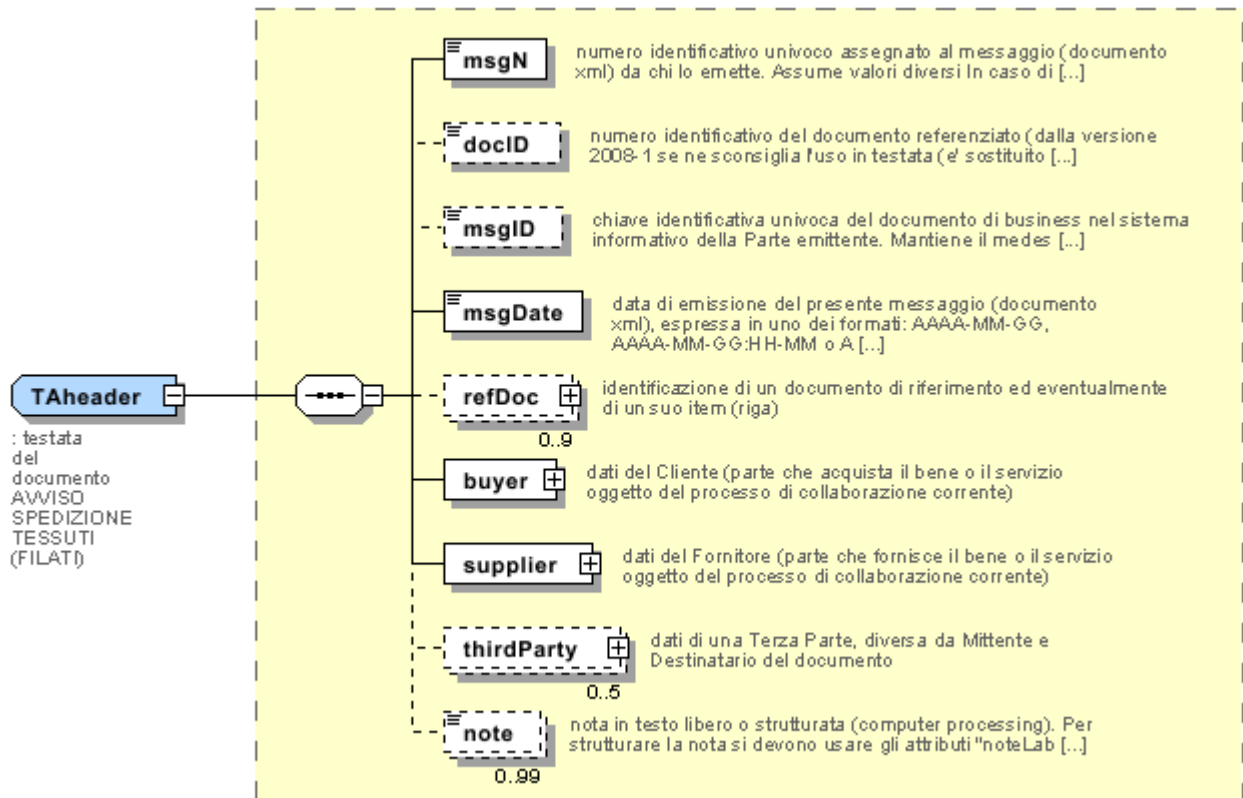 msgN
numero identificativo univoco assegnato al messaggio (documento
xml) da chi lo emette. Assume valori diversi In caso di [...]
docID
numero identificativo del documento referenziato (dalla versione
2008-1 se ne sconsiglia l'uso in testata (e' sostituito [...]
msgID
chiave identificativa univoca del documento di business nel sistema
informativo della Parte emittente. Mantiene il medes [...]
msgDate
data di emissione del presente messaggio (documento
xml), espressa in uno dei formati: AAAA-MM-GG,
AAAA-MM-GG:HH-MM o A [...]
TAheader
: testata
del
documento
AVVISO
SPEDIZIONE
TESSUTI
(FILATI)
refDoc
0..9
identificazione di un documento di riferimento ed eventualmente
di un suo item (riga)
buyer
dati del Cliente (parte che acquista il bene o il servizio
oggetto del processo di collaborazione corrente)
supplier
dati del Fornitore (parte che fornisce il bene o il servizio
oggetto del processo di collaborazione corrente)
thirdParty
0..5
dati di una Terza Parte, diversa da Mittente e
Destinatario del documento
note
0..99
nota in testo libero o strutturata (computer processing). Per
strutturare la nota si devono usare gli attributi "noteLab [...]